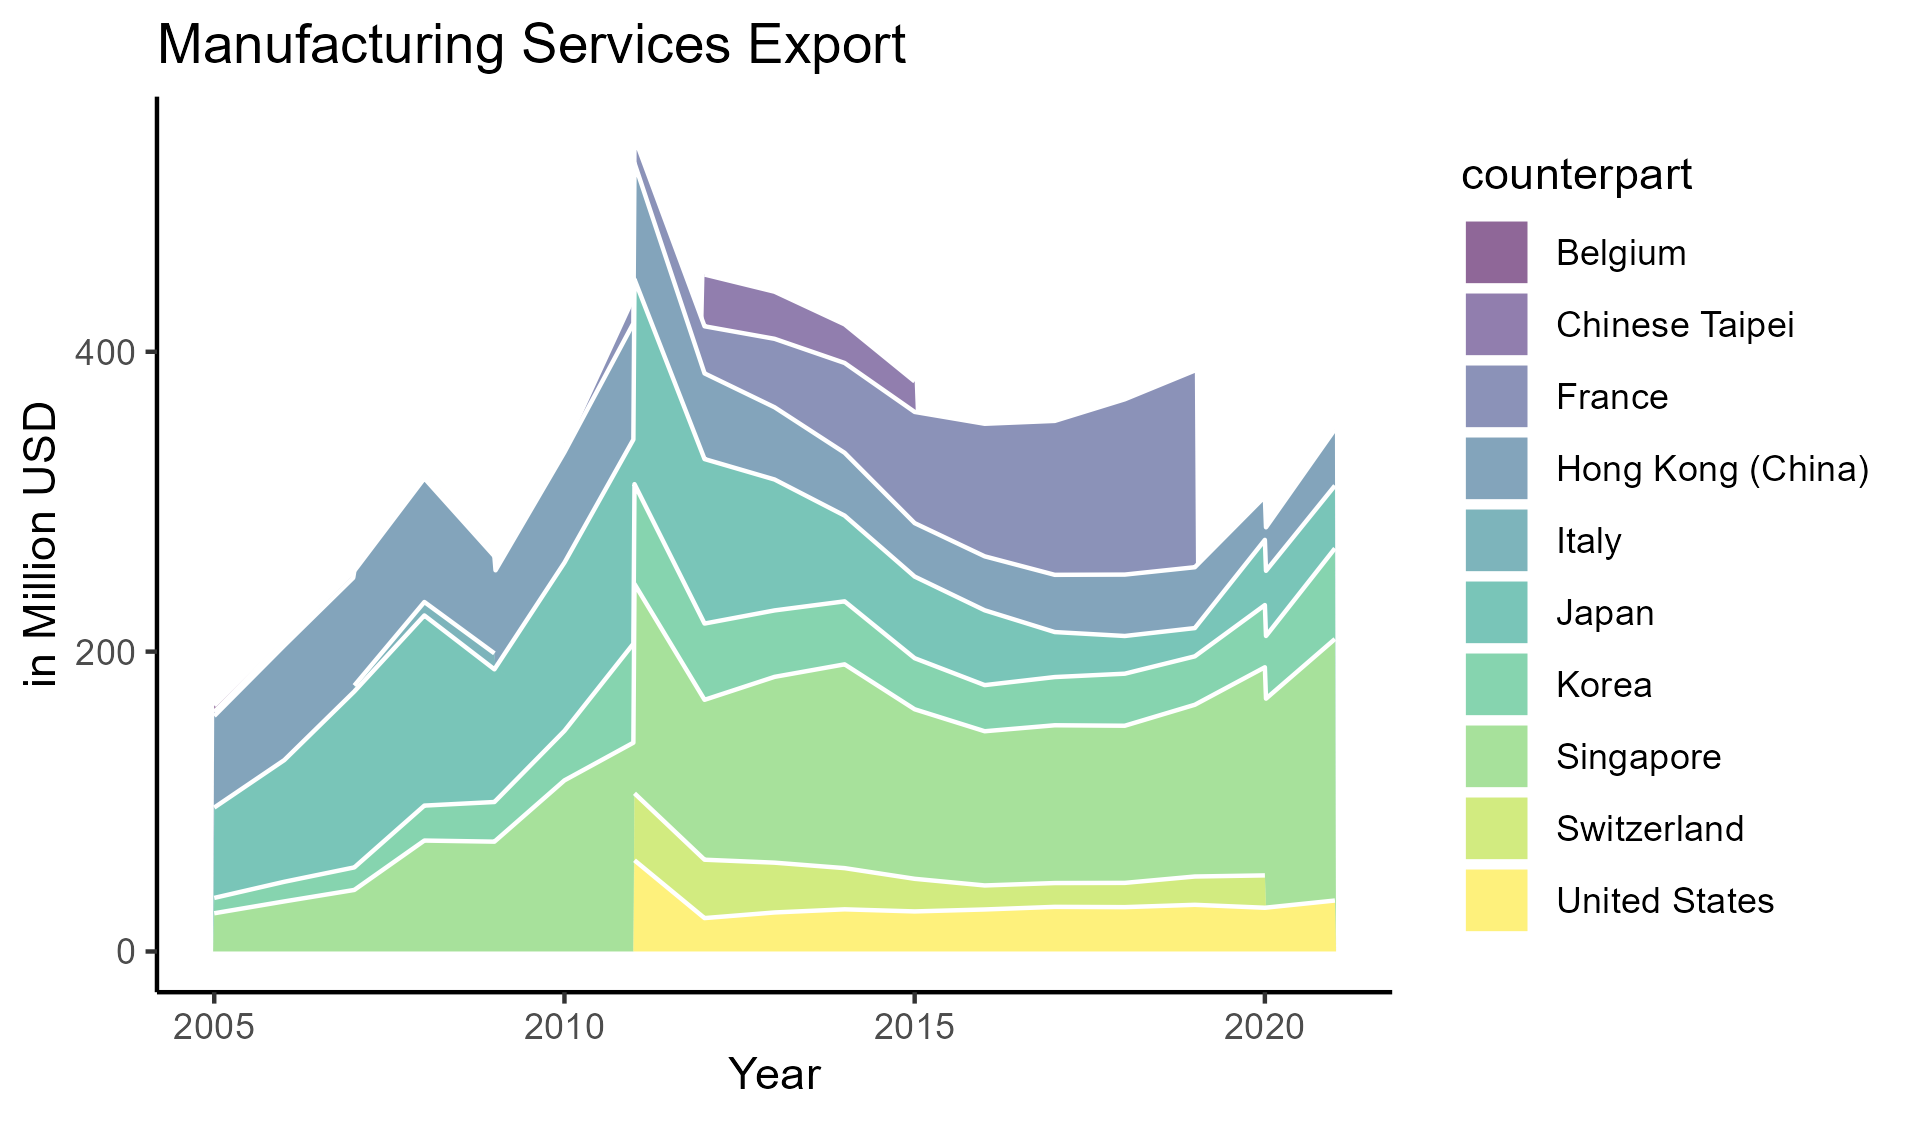 Manufacturing Services Export
in Million USD
400
200
0
2005
2010
2015
2020
Year
counterpart
Belgium
Chinese Taipei
France
Hong Kong (China)
Italy
Japan
Korea
Singapore
Switzerland
United States